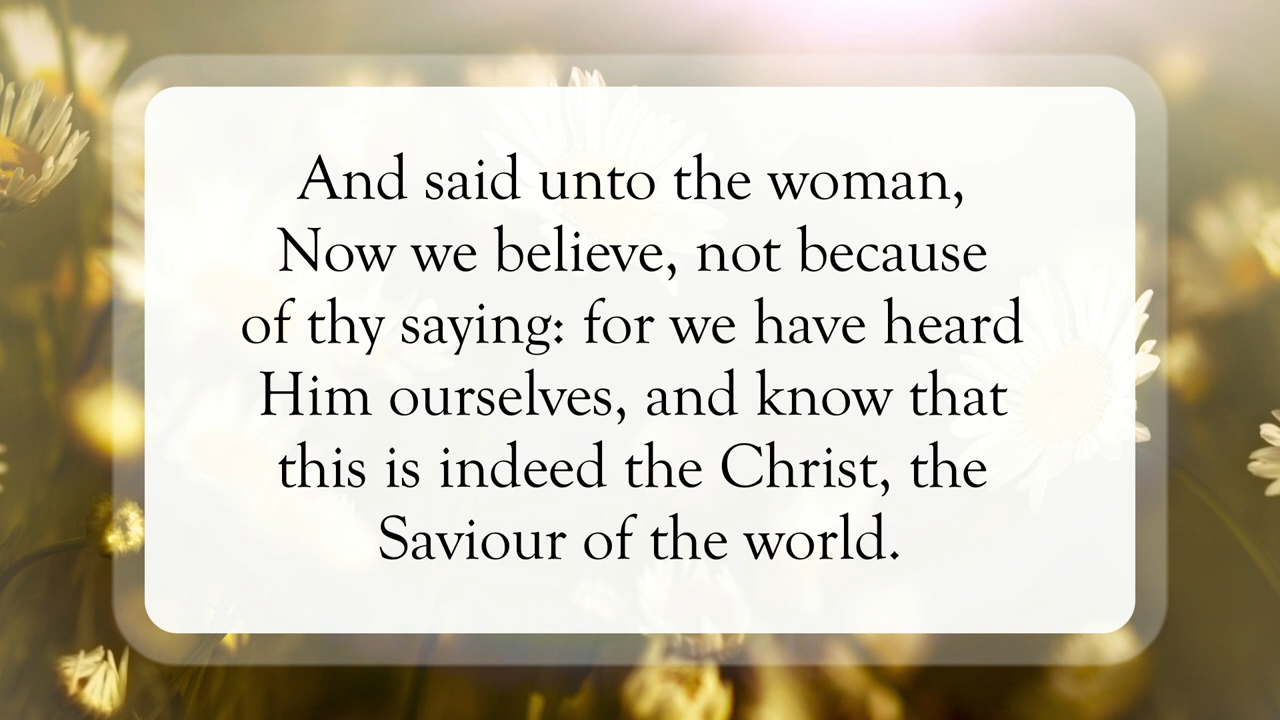 And said unto the woman,
Now we believe, not because
of thy saying: for we have heard
Him ourselves, and know that
this is indeed the Christ, the
Saviour of the world.